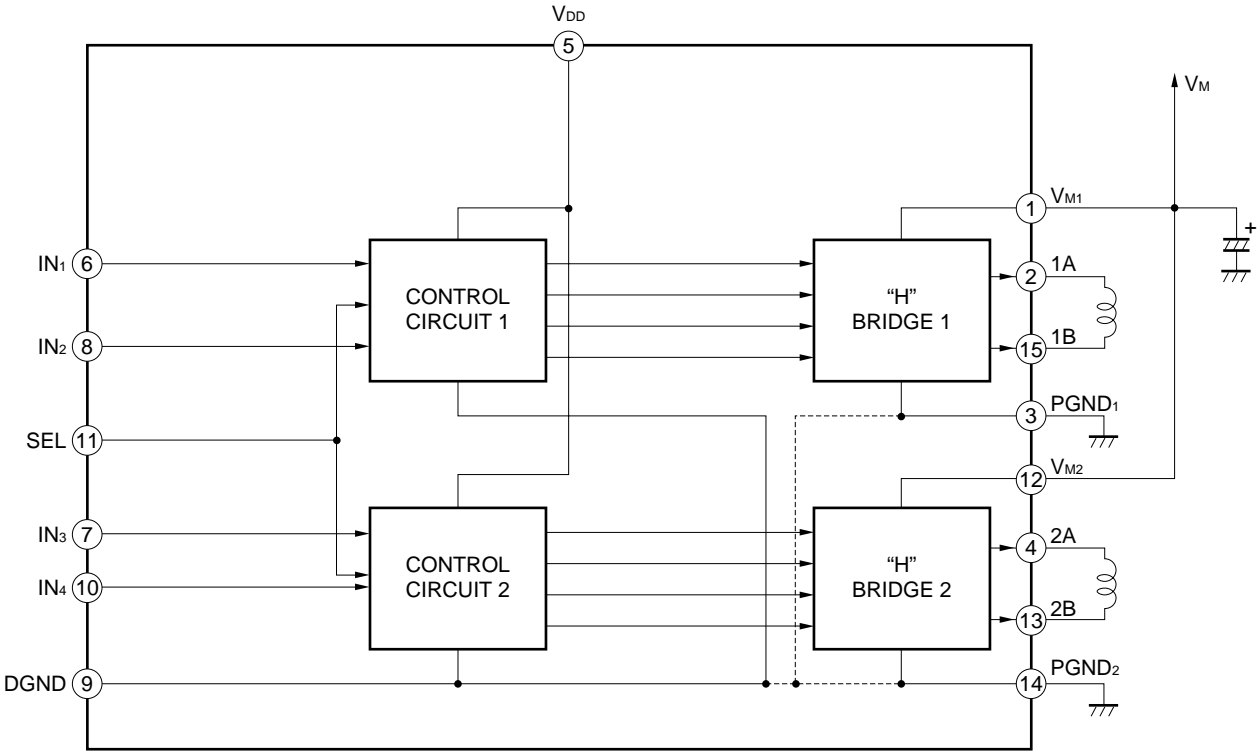 VDD
5
VM
1 VM1
+
IN1 6
CONTROL
CIRCUIT 1
“H”
BRIDGE 1
2 1A
IN2 8
15 1B
3 PGND1
SEL 11
12 VM2
IN3 7
CONTROL
CIRCUIT 2
“H”
BRIDGE 2
4 2A
IN4 10
13 2B
DGND 9
14 PGND2